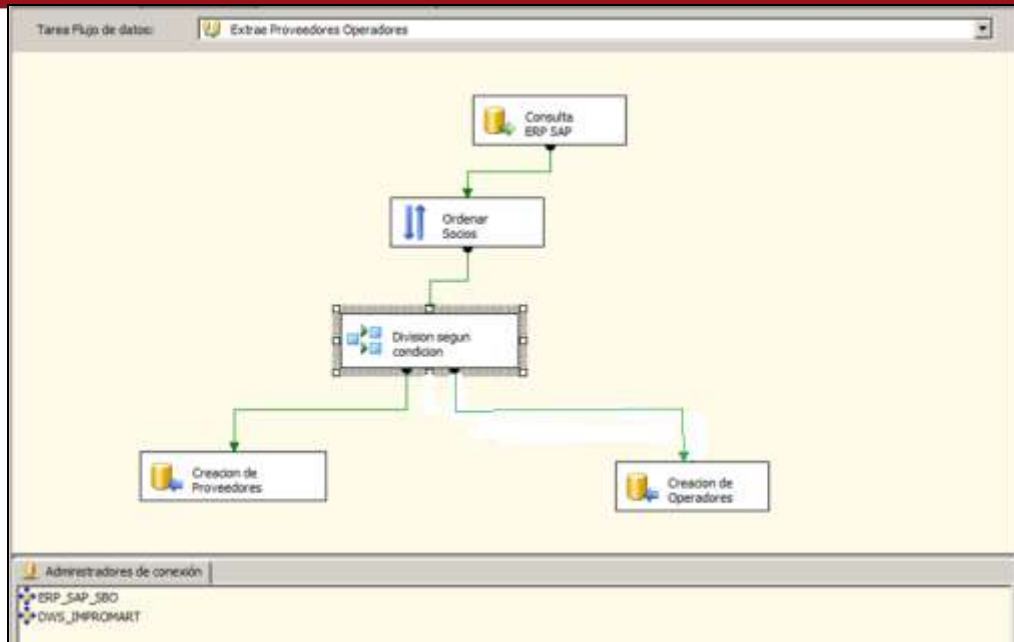 Tarea Flujo de datos:
Extrae Proveedores Operadores
Consulta
ERP SAP
Ordenar
Socios
Division segun
condicion
Creacion de
Proveedores
Creacion de
Operadores
Administradores de conexión
ERP_SAP_SBO
DWS_IMPROMART